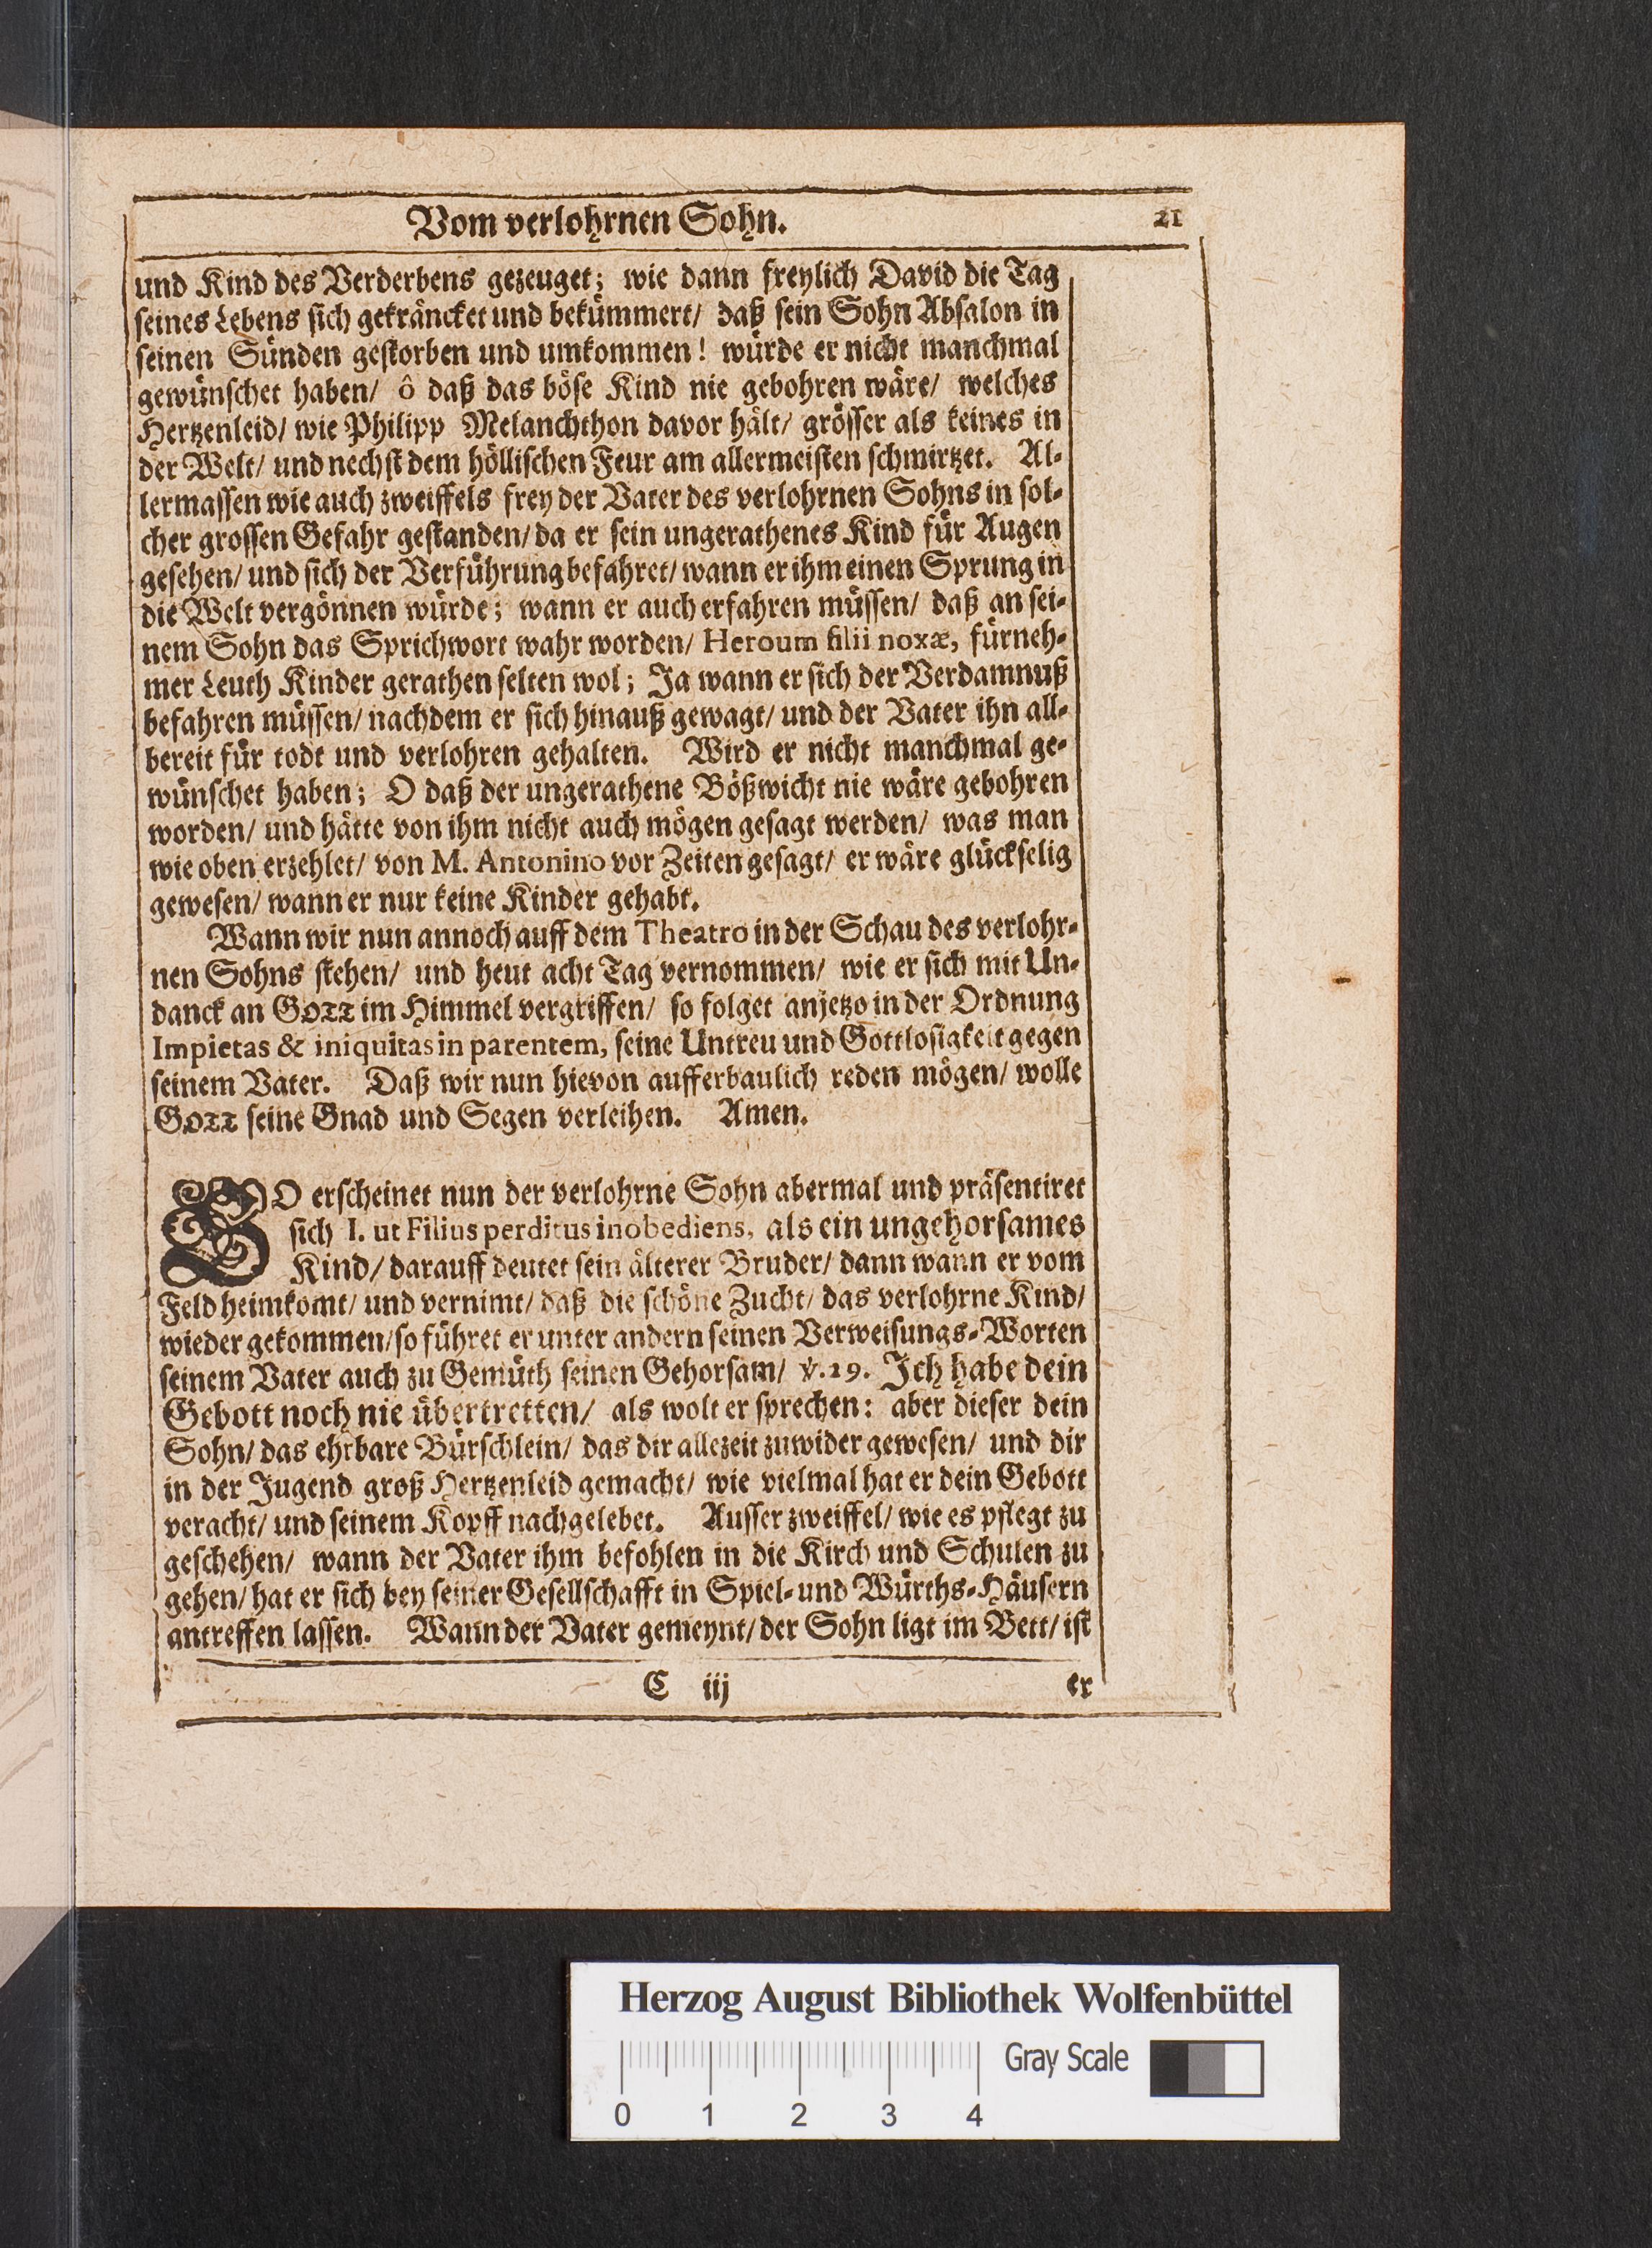 Vom verlohrnen Sohn. 21
und Kind des Verderbens gezeuget; wie dann freylich David die Tag
seines Lebens sich gekräncket und bekümmert/ daß sein Sohn Absalon in
seinen Sünden gestorben und umkommen! würde er nicht manchmal
gewünschet haben/ ô daß das böse Kind nie gebohren wäre/ welches
Hertzenleid/ wie Philipp Melanchthon davor hält/ grösser als keines in
der Welt/ und nechst dem höllischen Feur am allermeisten schmirtzet. Al-
lermassen wie auch zweiffels frey der Vater des verlohrnen Sohns in sol-
cher grossen Gefahr gestanden/ da er sein ungerathenes Kind für Augen
gesehen/ und sich der Verführung befahret/ wann er ihm einen Sprung in
die Welt vergönnen würde; wann er auch erfahren müssen/ daß an sei-
nem Sohn das Sprichwort wahr worden/ Heroum filii noxæ, fürneh-
mer Leuth Kinder gerathen selten wol; Ja wann er sich der Verdamnuß
befahren müssen/ nachdem er sich hinauß gewagt/ und der Vater ihn all-
bereit für todt und verlohren gehalten. Wird er nicht manchmal ge-
wünschet haben; O daß der ungerathene Bößwicht nie wäre gebohren
worden/ und hätte von ihm nicht auch mögen gesagt werden/ was man
wie oben erzehlet/ von M. Antonino vor Zeiten gesagt/ er wäre glückselig
gewesen/ wann er nur keine Kinder gehabt.
Wann wir nun annoch auff dem Theatro in der Schau des verlohr-
nen Sohns stehen/ und heut acht Tag vernommen/ wie er sich mit Un-
danck an GOTT im Himmel vergriffen/ so folget anjetzo in der Ordnung
Impietas & iniquitas in parentem, seine Untreu und Gottlosigkeit gegen
seinem Vater. Daß wir nun hievon aufferbaulich reden mögen/ wolle
GOTT seine Gnad und Segen verleihen. Amen.
SO erscheinet nun der verlohrne Sohn abermal und präsentiret
sich I. ut Filius perditus inobediens, als ein ungehorsames
Kind/ darauff deutet sein älterer Bruder/ dann wann er vom
Feld heimkomt/ und vernimt/ daß die schöne Zucht/ das verlohrne Kind/
wieder gekommen/ so führet er unter andern seinen Verweisungs-Worten
seinem Vater auch zu Gemüth seinen Gehorsam/ ℣.29. Ich habe dein
Gebott noch nie übertretten/ als wolt er sprechen: aber dieser dein
Sohn/ das ehrbare Bürschlein/ das dir allezeit zuwider gewesen/ und dir
in der Jugend groß Hertzenleid gemacht/ wie vielmal hat er dein Gebott
veracht/ und seinem Kopff nachgelebet. Ausser zweiffel/ wie es pflegt zu
geschehen/ wann der Vater ihm befohlen in die Kirch und Schulen zu
gehen/ hat er sich bey seiner Gesellschafft in Spiel- und Würths-Häusern
antreffen lassen. Wann der Vater gemeynt/ der Sohn ligt im Bett/ ist
C iij er
Herzog August Bibliothek Wolfenbüttel
Gray Scale
0 1 2 3 4